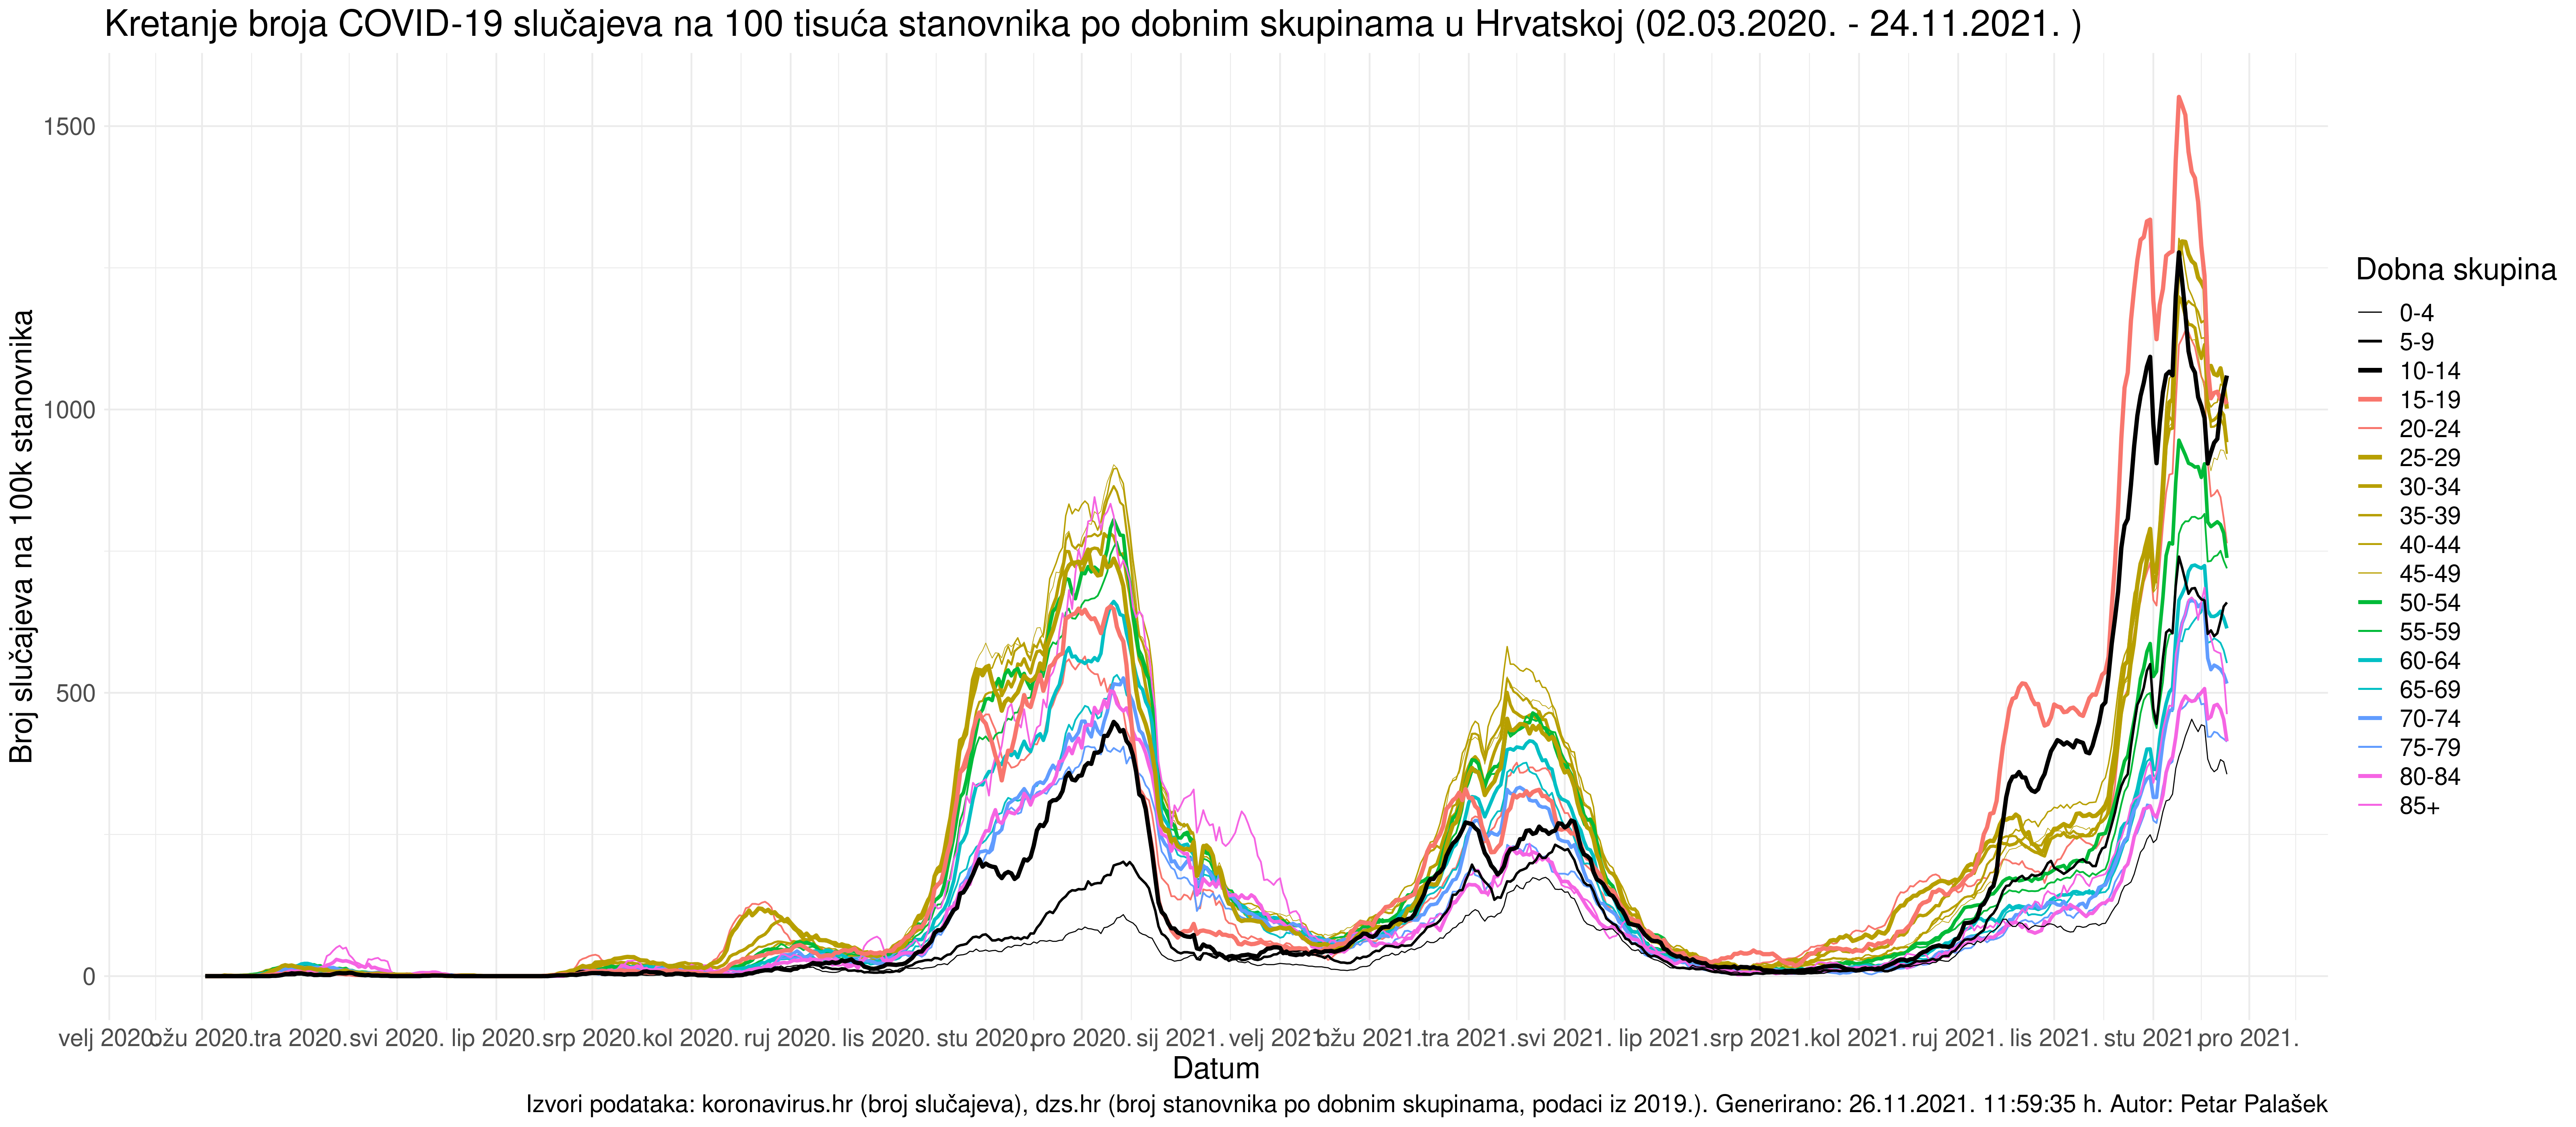 Kretanje broja COVID-19 slučajeva na 100 tisuća stanovnika po dobnim skupinama u Hrvatskoj (02.03.2020. - 24.11.2021. )
Broj slučajeva na 100k stanovnika
1500
1000
500
0
velj 2020.
ožu 2020.
tra 2020.
svi 2020.
lip 2020.
srp 2020.
kol 2020.
ruj 2020.
lis 2020.
stu 2020.
pro 2020.
sij 2021.
velj 2021.
ožu 2021.
tra 2021.
svi 2021.
lip 2021.
srp 2021.
kol 2021.
ruj 2021.
lis 2021.
stu 2021.
pro 2021.
Datum
Dobna skupina
0-4
5-9
10-14
15-19
20-24
25-29
30-34
35-39
40-44
45-49
50-54
55-59
60-64
65-69
70-74
75-79
80-84
85+
Izvori podataka: koronavirus.hr (broj slučajeva), dzs.hr (broj stanovnika po dobnim skupinama, podaci iz 2019.). Generirano: 26.11.2021. 11:59:35 h. Autor: Petar Palašek